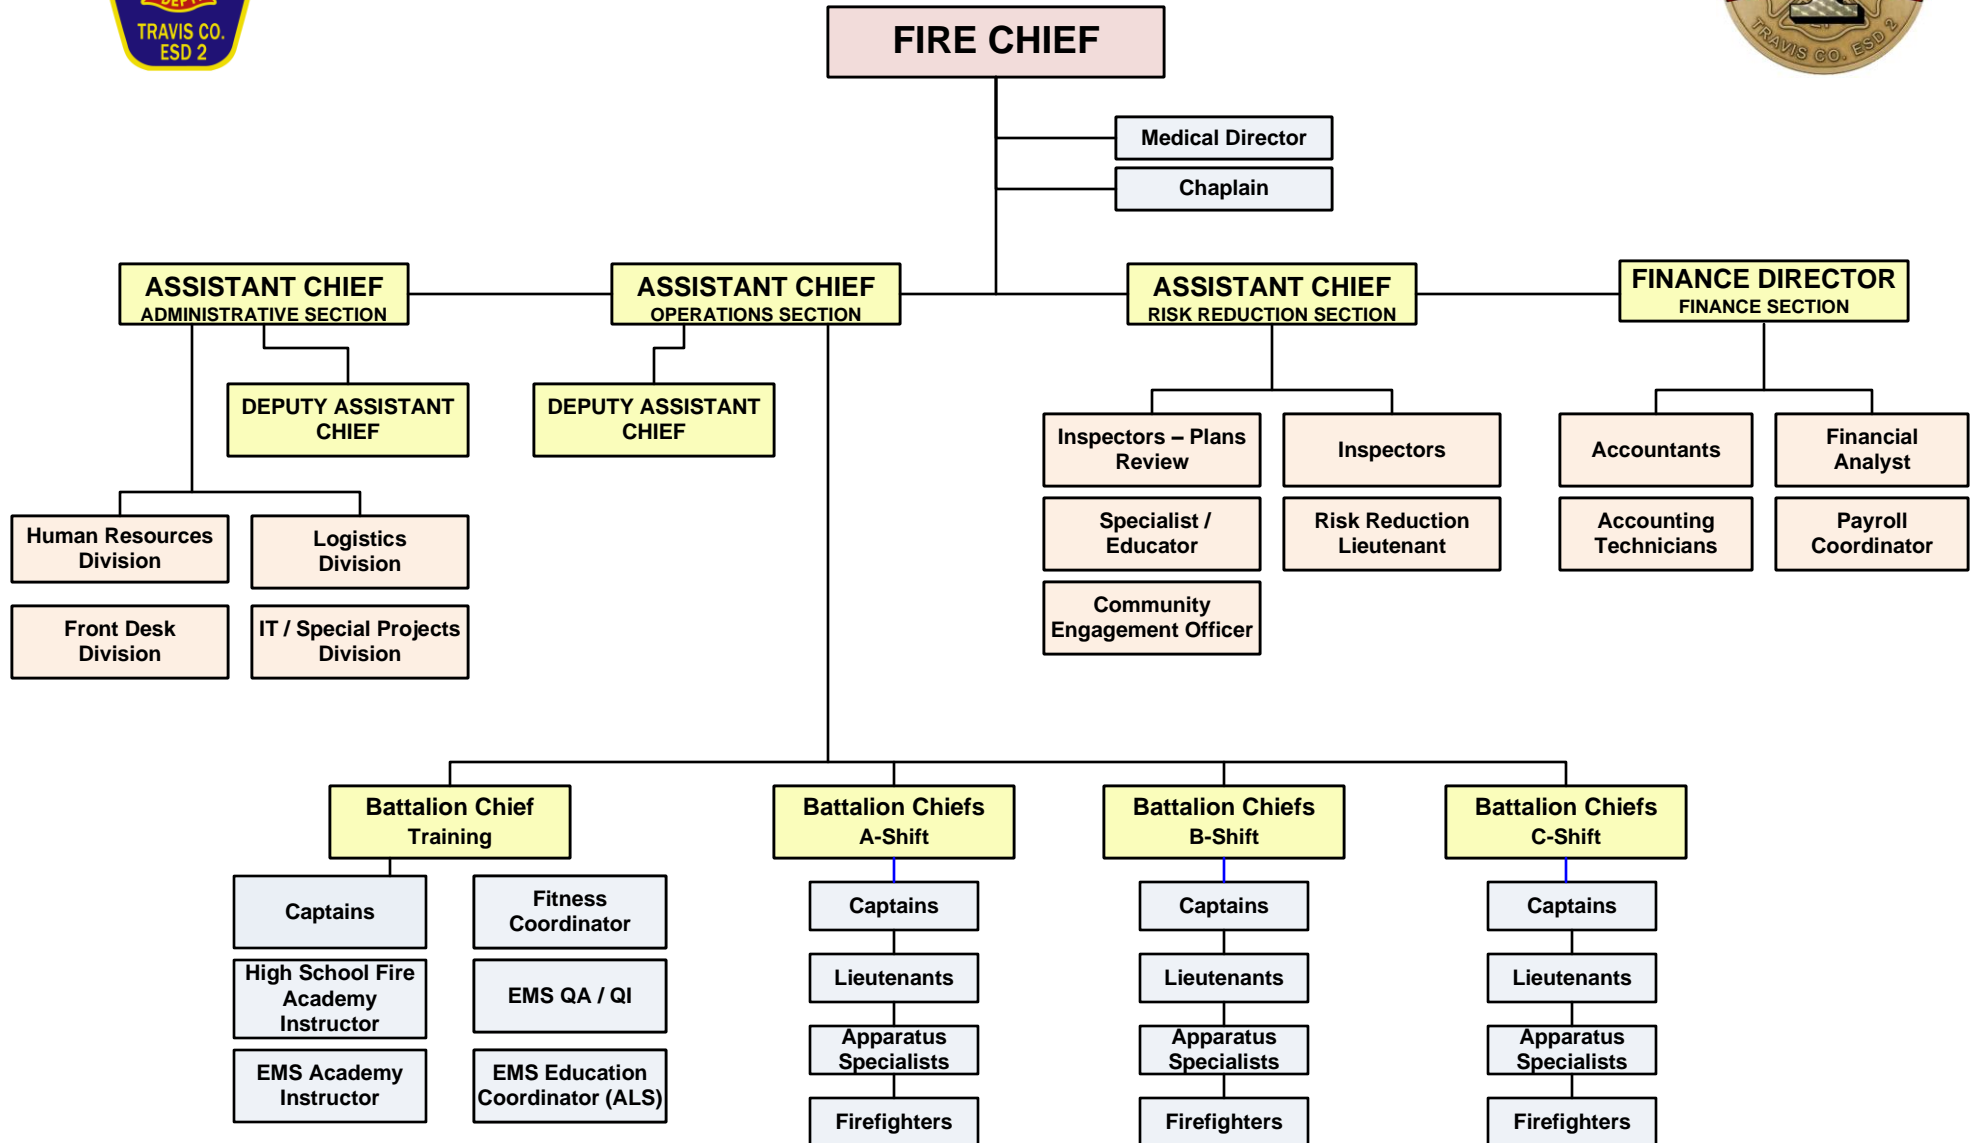 DEPT.
TRAVIS CO.
ESD 2
TRAVIS CO. ESD 2
FIRE CHIEF
Medical Director
Chaplain
ASSISTANT CHIEF
ADMINISTRATIVE SECTION
ASSISTANT CHIEF
OPERATIONS SECTION
ASSISTANT CHIEF
RISK REDUCTION SECTION
FINANCE DIRECTOR
FINANCE SECTION
DEPUTY ASSISTANT
CHIEF
DEPUTY ASSISTANT
CHIEF
Inspectors – Plans
Review
Inspectors
Accountants
Financial
Analyst
Human Resources
Division
Logistics
Division
Specialist /
Educator
Risk Reduction
Lieutenant
Accounting
Technicians
Payroll
Coordinator
Front Desk
Division
IT / Special Projects
Division
Community
Engagement Officer
Battalion Chief
Training
Battalion Chiefs
A-Shift
Battalion Chiefs
B-Shift
Battalion Chiefs
C-Shift
Captains
Fitness
Coordinator
High School Fire
Academy
Instructor
EMS QA / QI
EMS Academy
Instructor
EMS Education
Coordinator (ALS)
Captains
Lieutenants
Apparatus
Specialists
Firefighters
Captains
Lieutenants
Apparatus
Specialists
Firefighters
Captains
Lieutenants
Apparatus
Specialists
Firefighters